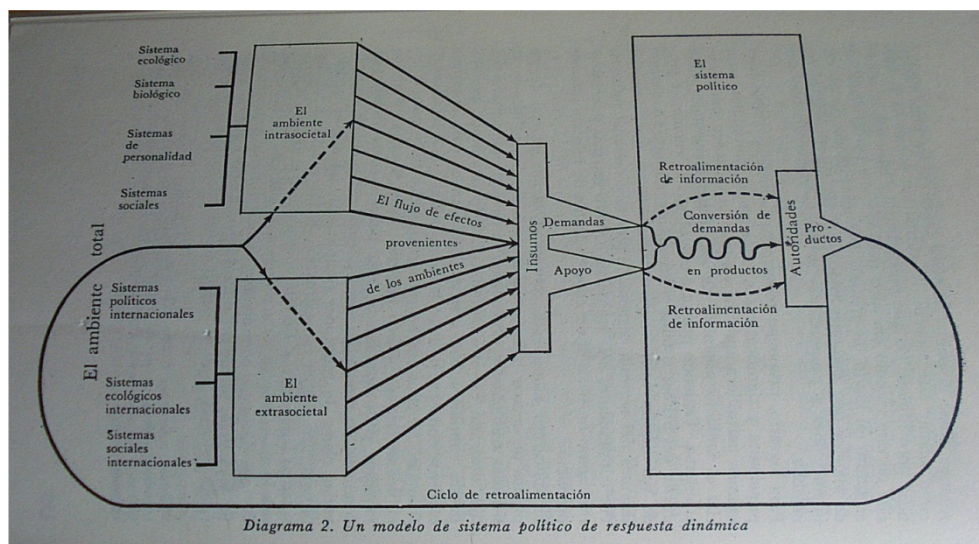 Sistema
ecológico
Sistema
biológico
Sistemas
de
personalidad
Sistemas
sociales
El
ambiente
intrasocietal
El ambiente total
Sistemas
políticos
internacionales
Sistemas
ecológicos
internacionales
Sistemas
sociales
internacionales
El
ambiente
extrasocietal
El flujo de efectos
provenientes
de los ambientes
Insumos
Demandas
Apoyo
El
sistema
político
Retroalimentación
de información
Conversión de
demandas
en productos
Retroalimentación
de información
Autoridades
Pro-
ductos
Ciclo de retroalimentación
Diagrama 2. Un modelo de sistema político de respuesta dinámica